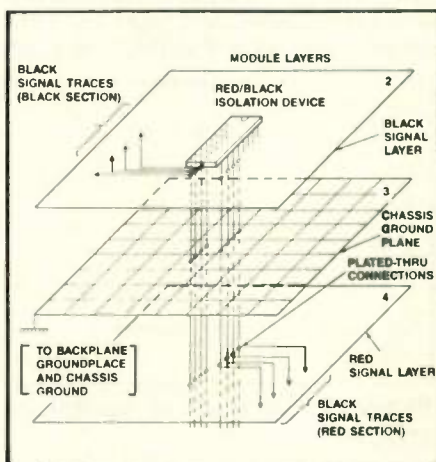 MODULE LAYERS
BLACK
SIGNAL TRACES
(BLACK SECTION)
RED/BLACK
ISOLATION DEVICE
2
BLACK
SIGNAL
LAYER
3
CHASSIS
GROUND
PLANE
PLATED-THRU
CONNECTIONS
4
TO BACKPLANE
GROUNDPLACE
AND CHASSIS
GROUND
RED
SIGNAL LAYER
BLACK
SIGNAL TRACES
(RED SECTION)